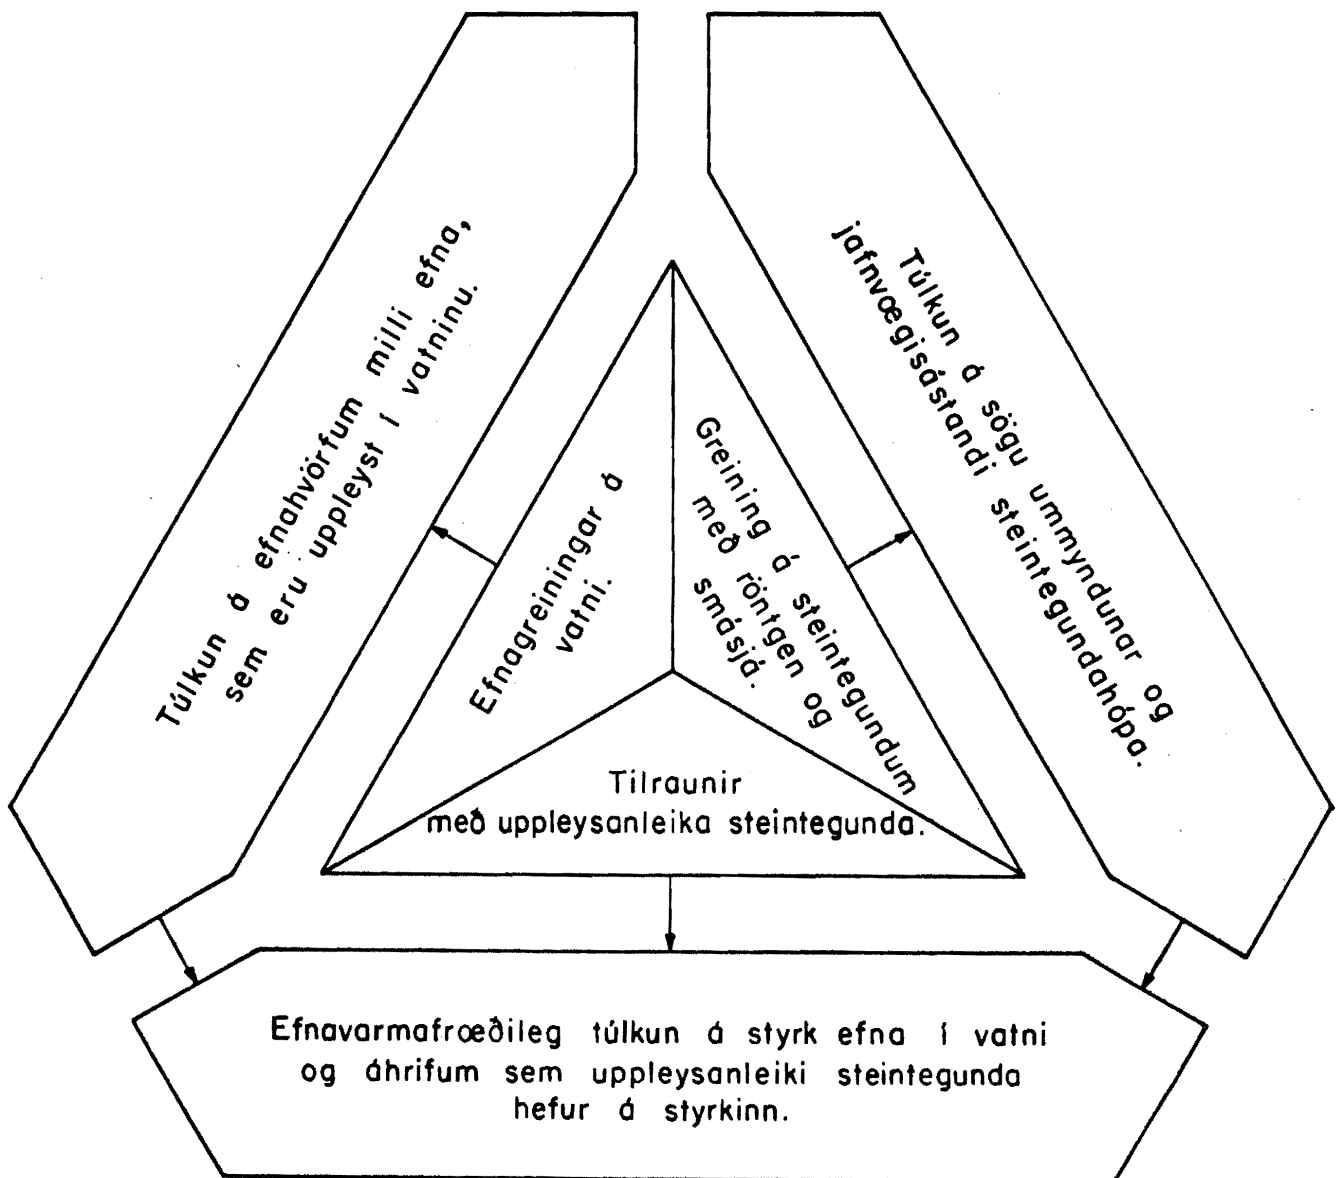 Túlkun á efnahvörfum milli efna,
sem eru uppleyst í vatninu.
Túlkun á sögu ummyndunar og
jafnvægisástandi steintegundahópa.
Efnagreiningar á
vatni.
Greining á steintegundum
með röntgen og
smásjá.
Tilraunir
með uppleysanleika steintegunda.
Efnavarmafræðileg túlkun á styrk efna í vatni
og áhrifum sem uppleysanleiki steintegunda
hefur á styrkinn.